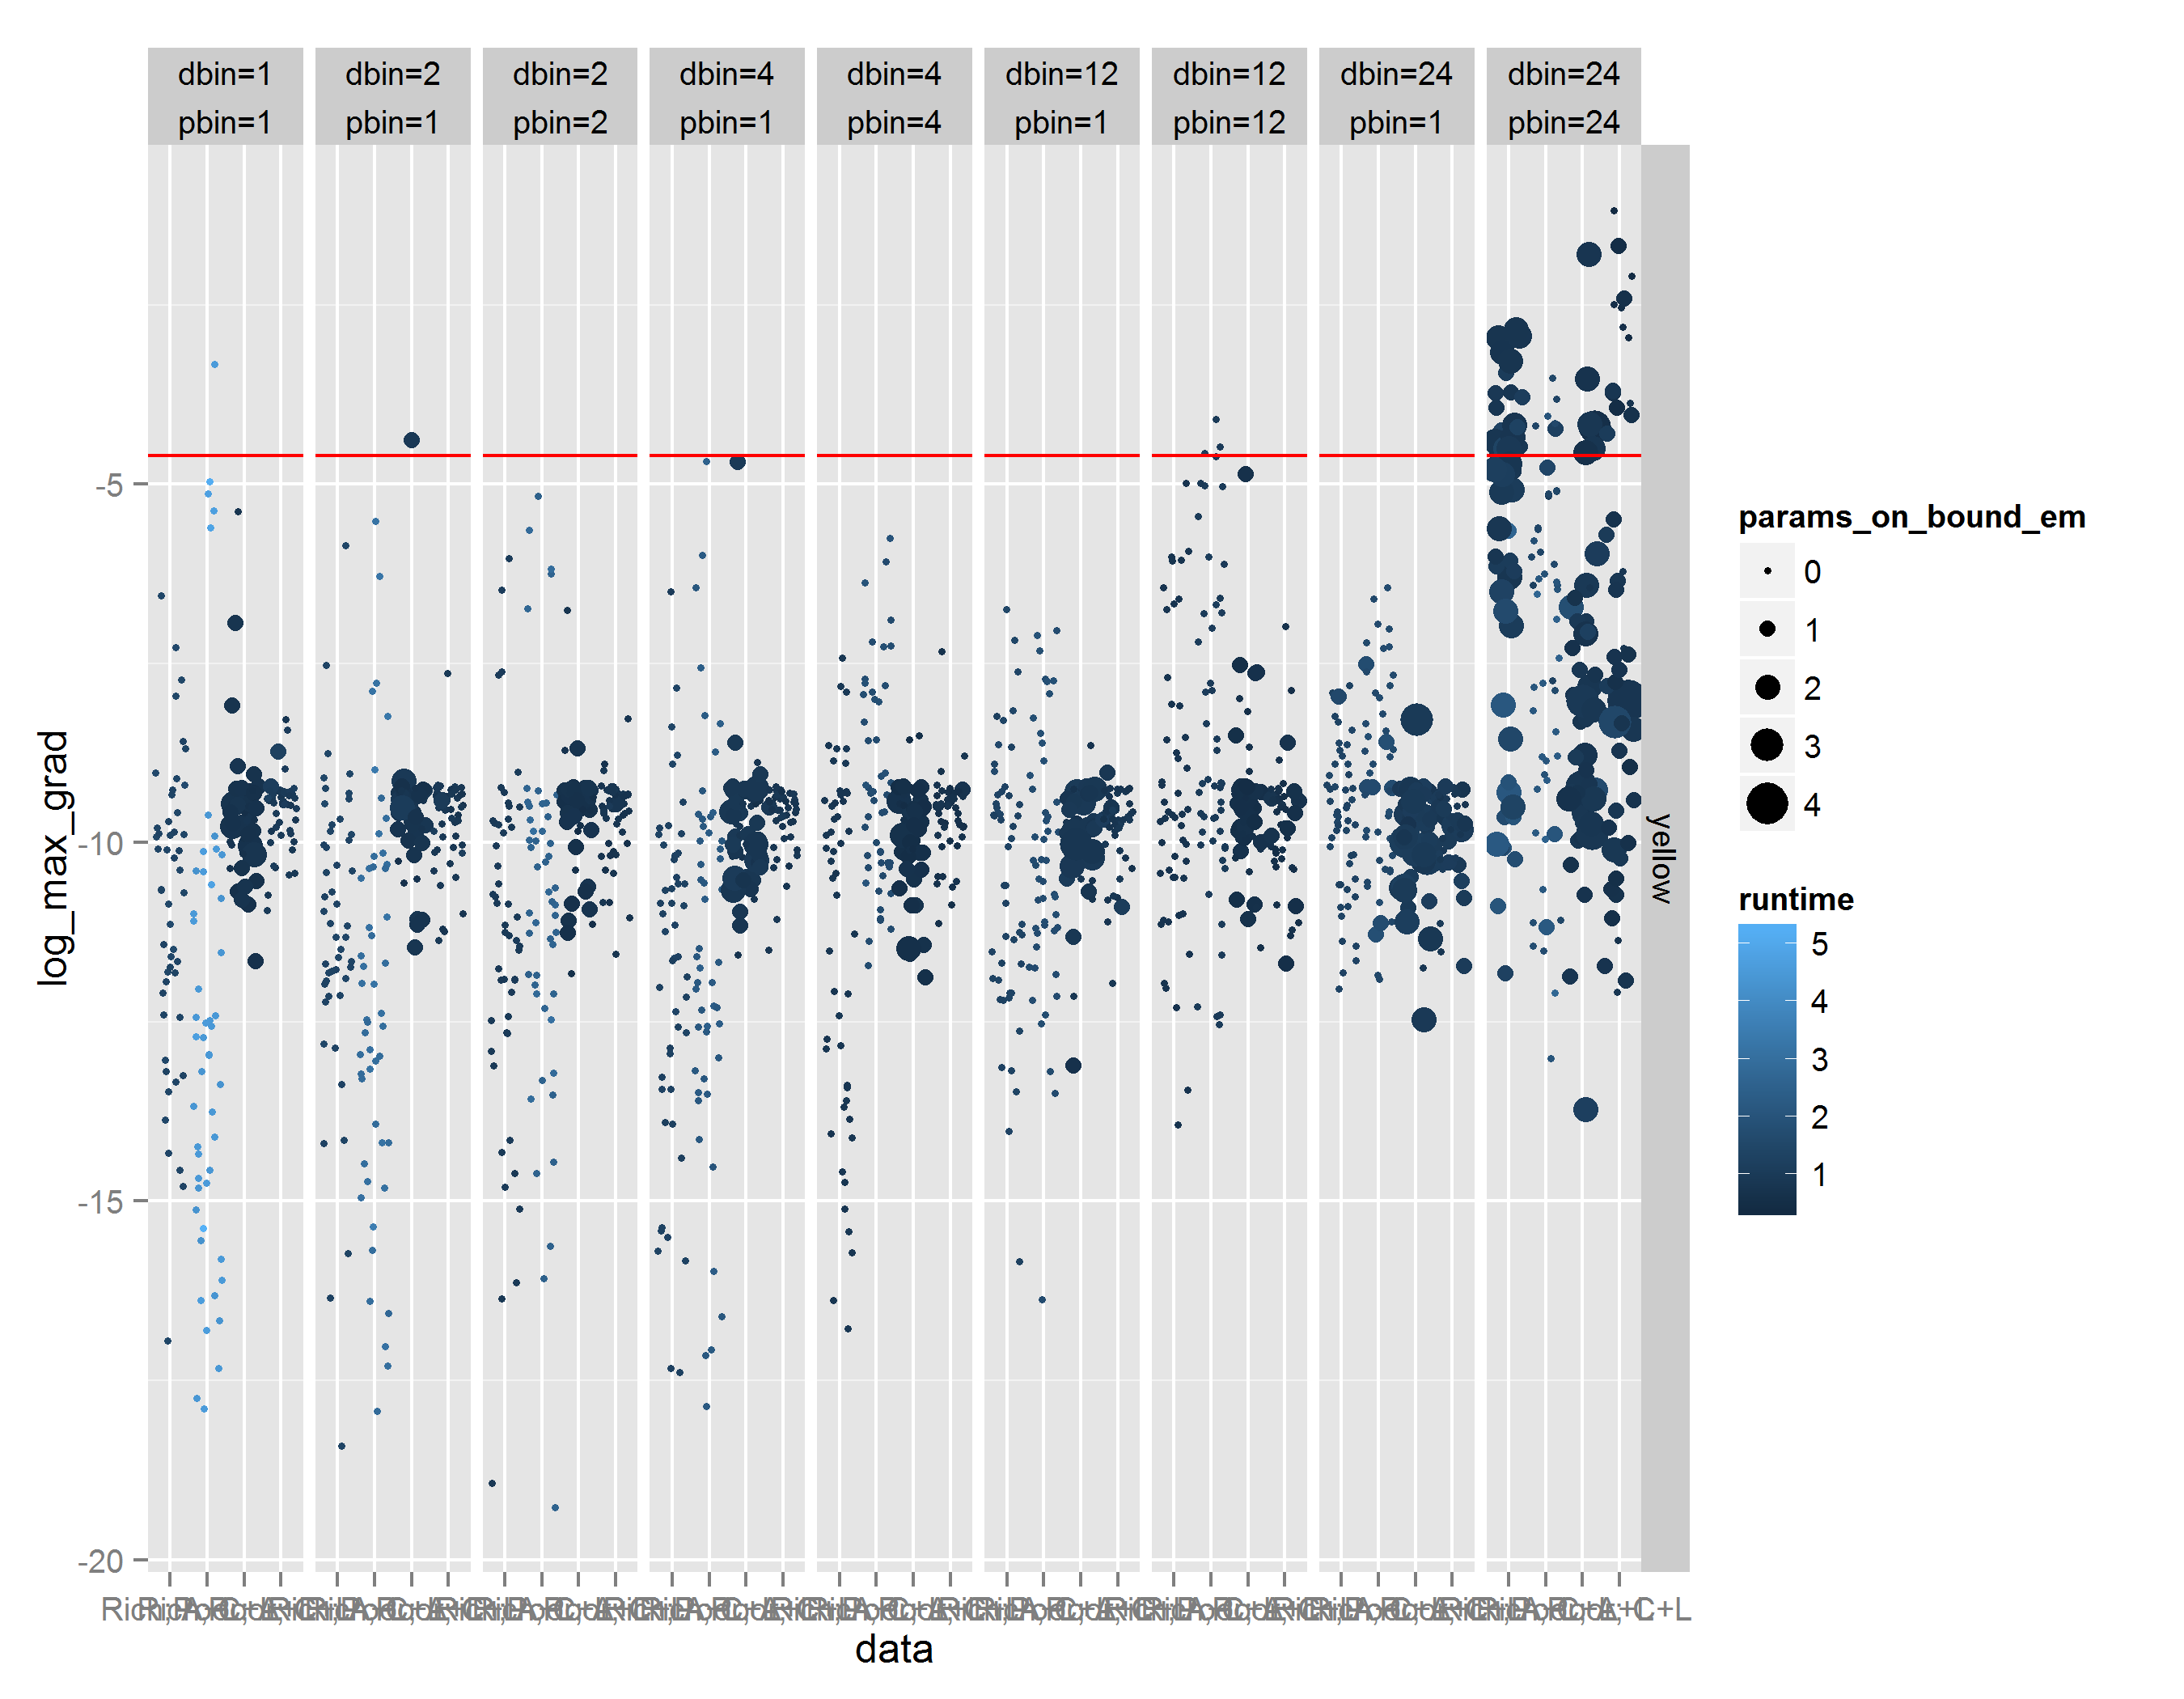 dbin=1 dbin=2 dbin=2 dbin=4 dbin=4 dbin=12 dbin=12 dbin=24 dbin=24
pbin=1 pbin=1 pbin=2 pbin=1 pbin=4 pbin=1 pbin=12 pbin=1 pbin=24
-5
-10
-15
-20
log_max_grad
yellow
data
params_on_bound_em
0
1
2
3
4
runtime
5
4
3
2
1